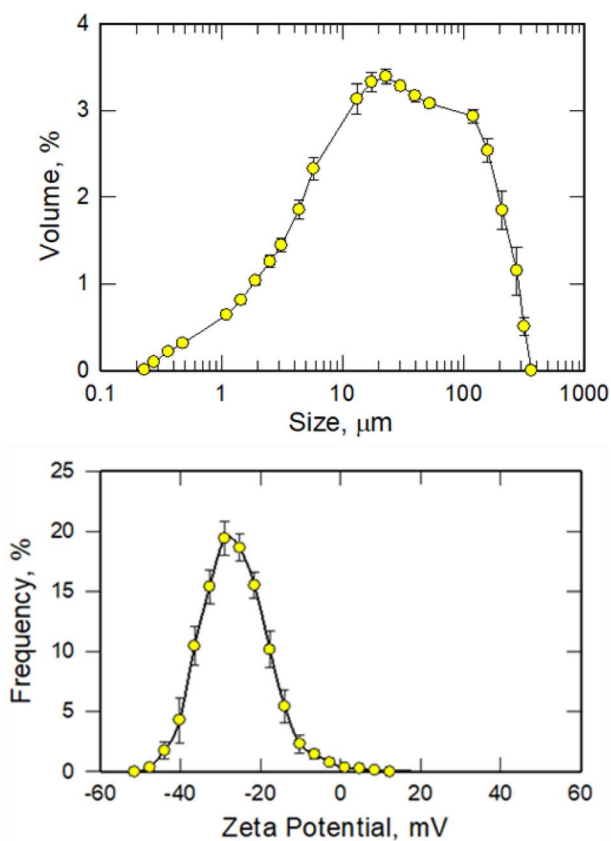 4
3
2
1
0
Volume, %
0.1 1 10 100 1000
Size, μm
25
20
15
10
5
0
Frequency, %
-60 -40 -20 0 20 40 60
Zeta Potential, mV